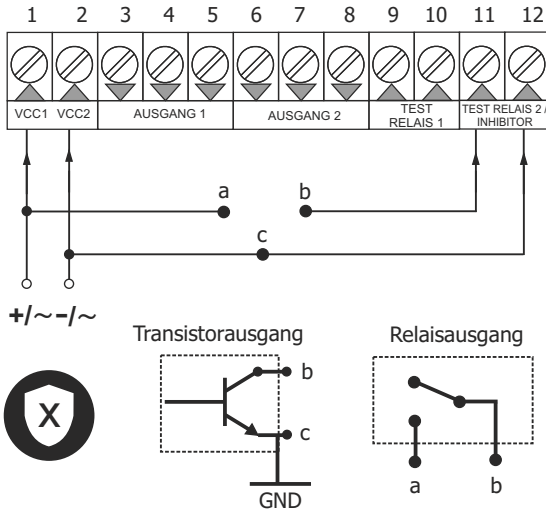 1 2 3 4 5 6 7 8 9 10 11 12
VCC1 VCC2 AUSGANG 1 AUSGANG 2 TEST RELAIS 1 TEST RELAIS 2 / INHIBITOR
a b
c
+/~ -/~
Transistorausgang Relaisausgang
X
b
c
GND
a b